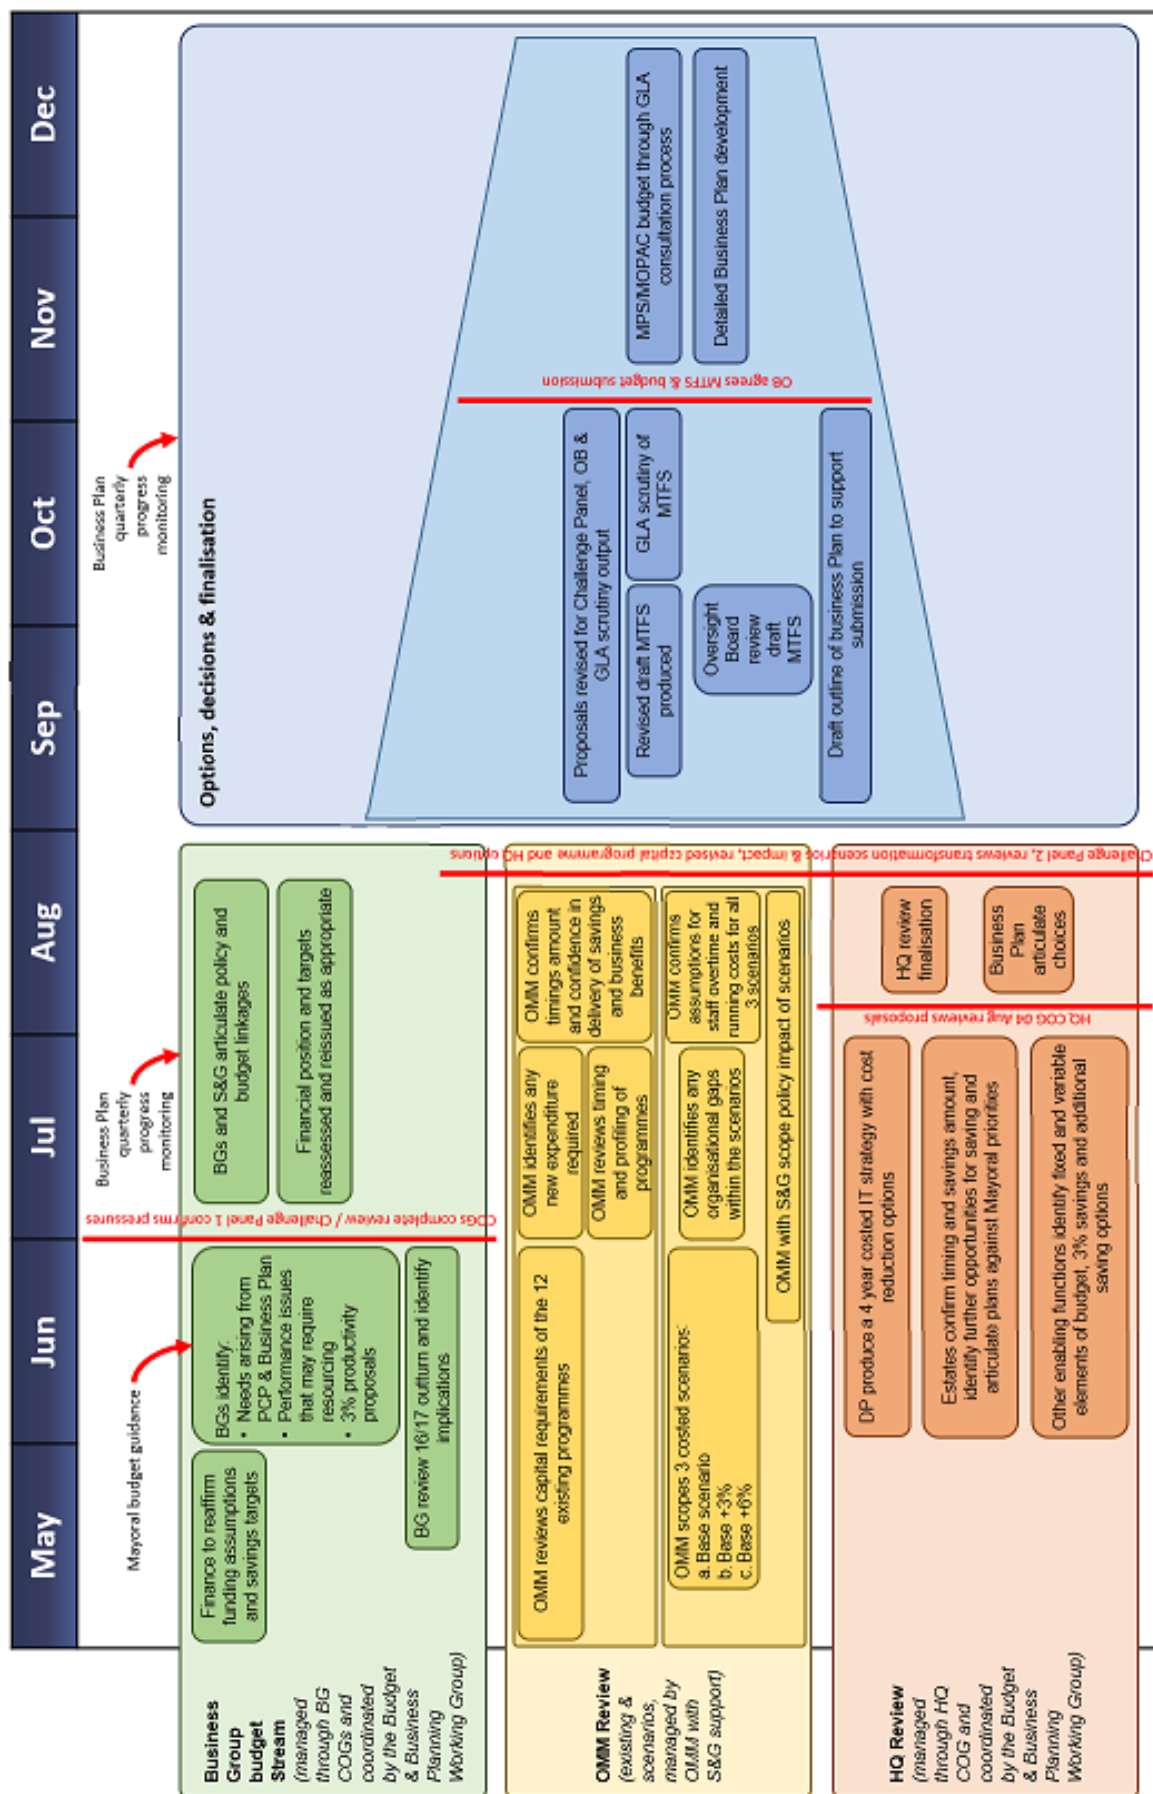 May
Jun
Jul
Aug
Sep
Oct
Nov
Dec
Mayoral budget guidance
Business Plan
quarterly
progress
monitoring
Business Plan
quarterly
progress
monitoring
Business
Group
budget
Stream
(managed
through BG
COGs and
coordinated
by the Budget
& Business
Planning
Working Group)
Finance to reaffirm
funding assumptions
and savings targets
BGs identify:
• Needs arising from
PCP & Business Plan
• Performance issues
that may require
resourcing
• 3% productivity
proposals
BG review 16/17 outturn and identify
implications
COGs complete review / Challenge Panel 1 confirms pressures
BGs and S&G articulate policy and
budget linkages
Financial position and targets
reassessed and reissued as appropriate
OMM Review
(existing &
scenarios,
managed by
OMM with
S&G support)
OMM reviews capital requirements of the 12
existing programmes
OMM identifies any
new expenditure
required
OMM reviews timing
and profiling of
programmes
OMM confirms
timings amount
and confidence in
delivery of savings
and business
benefits
OMM scopes 3 costed scenarios:
a. Base scenario
b. Base +3%
c. Base +6%
OMM identifies any
organisational gaps
within the scenarios
OMM confirms
assumptions for
staff overtime and
running costs for all
3 scenarios
OMM with S&G scope policy impact of scenarios
HQ Review
(managed
through HQ
COG and
coordinated
by the Budget
& Business
Planning
Working Group)
DP produce a 4 year costed IT strategy with cost
reduction options
Estates confirm timing and savings amount,
identify further opportunities for saving and
articulate plans against Mayoral priorities
Other enabling functions identify fixed and variable
elements of budget, 3% savings and additional
saving options
HQ COG 04 Aug reviews proposals
HQ review
finalisation
Business
Plan
articulate
choices
Challenge Panel 2, reviews transformation scenarios & impact, revised capital programme and HQ options
Options, decisions & finalisation
Proposals revised for Challenge Panel, OB &
GLA scrutiny output
Revised draft MTFS
produced
GLA scrutiny of
MTFS
Oversight
Board
review
draft
MTFS
Draft outline of business Plan to support
submission
OB agrees MTFS & budget submission
MPS/MOPAC budget through GLA
consultation process
Detailed Business Plan development